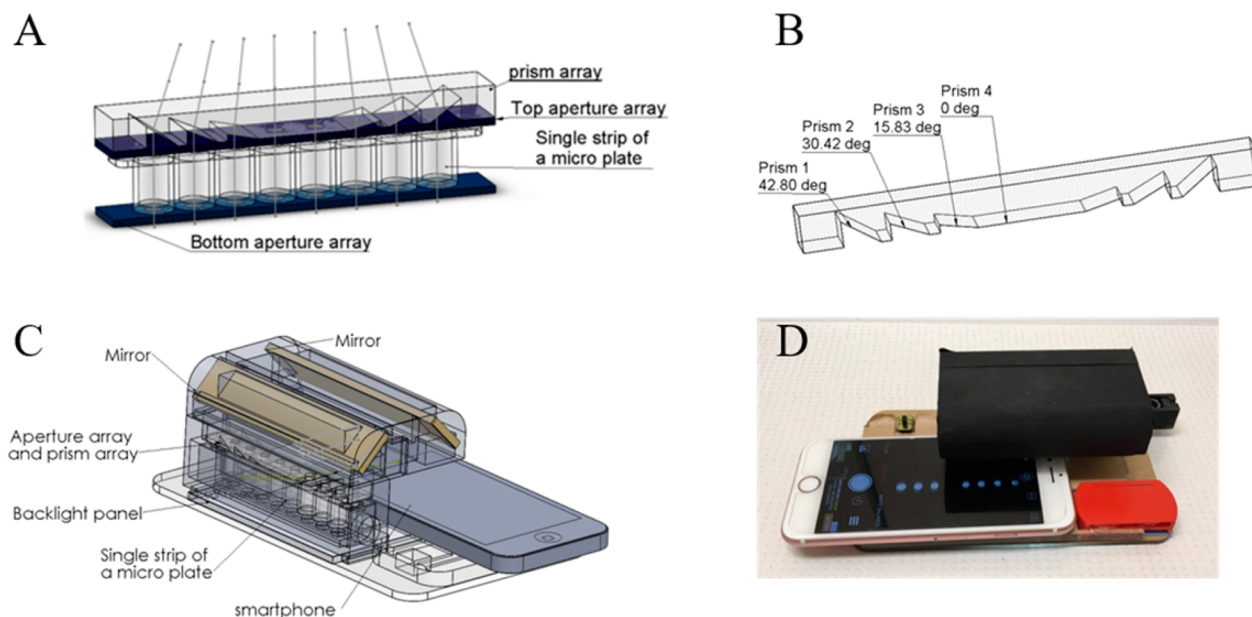 A
prism array
Top aperture array
Single strip of
a micro plate
Bottom aperture array
B
Prism 4
0 deg
Prism 3
15.83 deg
Prism 2
30.42 deg
Prism 1
42.80 deg
C
Mirror
Mirror
Aperture array
and prism array
Backlight panel
Single strip of
a micro plate
smartphone
D